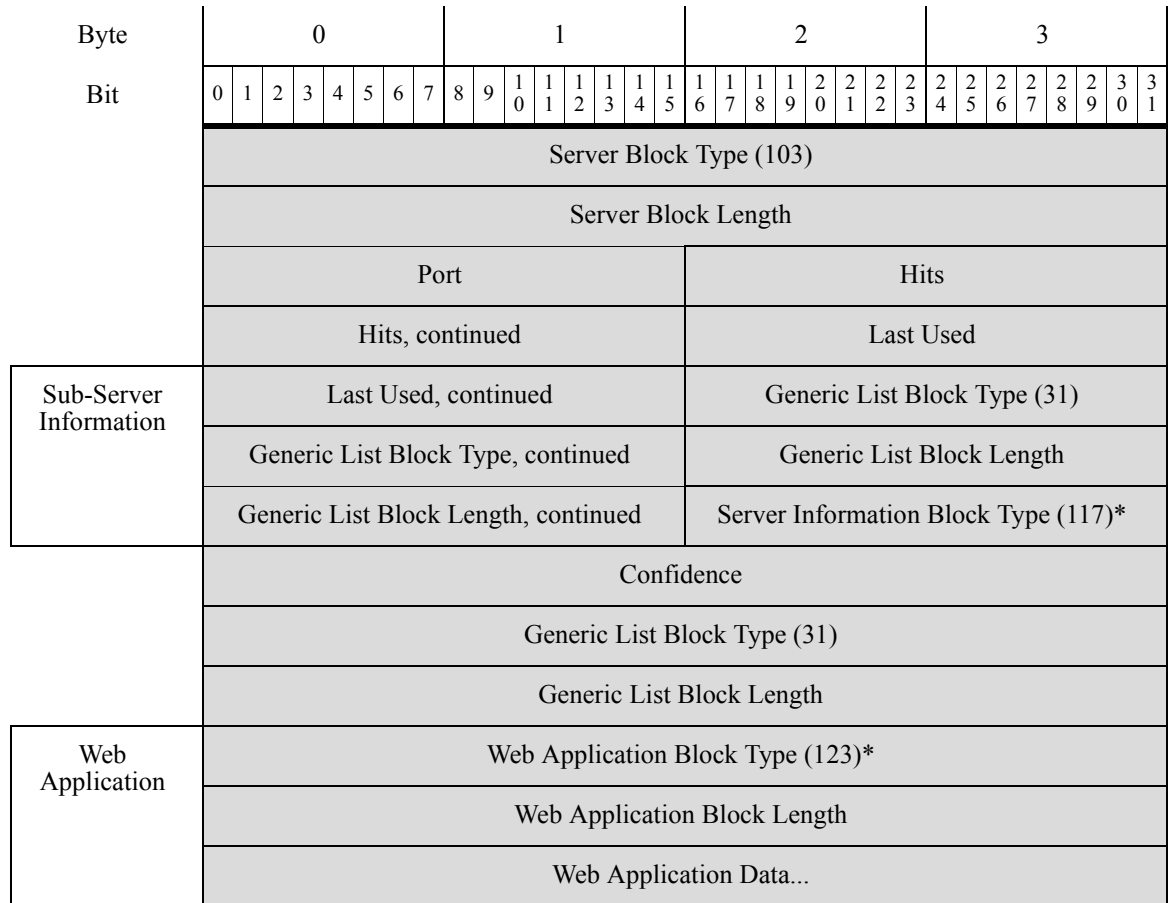 Byte 0 1 2 3
Bit 0 1 2 3 4 5 6 7 8 9 10 11 12 13 14 15 16 17 18 19 20 21 22 23 24 25 26 27 28 29 30 31
Server Block Type (103)
Server Block Length
Port Hits
Hits, continued Last Used
Sub-Server
Information
Last Used, continued Generic List Block Type (31)
Generic List Block Type, continued Generic List Block Length
Generic List Block Length, continued Server Information Block Type (117)*
Confidence
Generic List Block Type (31)
Generic List Block Length
Web
Application
Web Application Block Type (123)*
Web Application Block Length
Web Application Data...